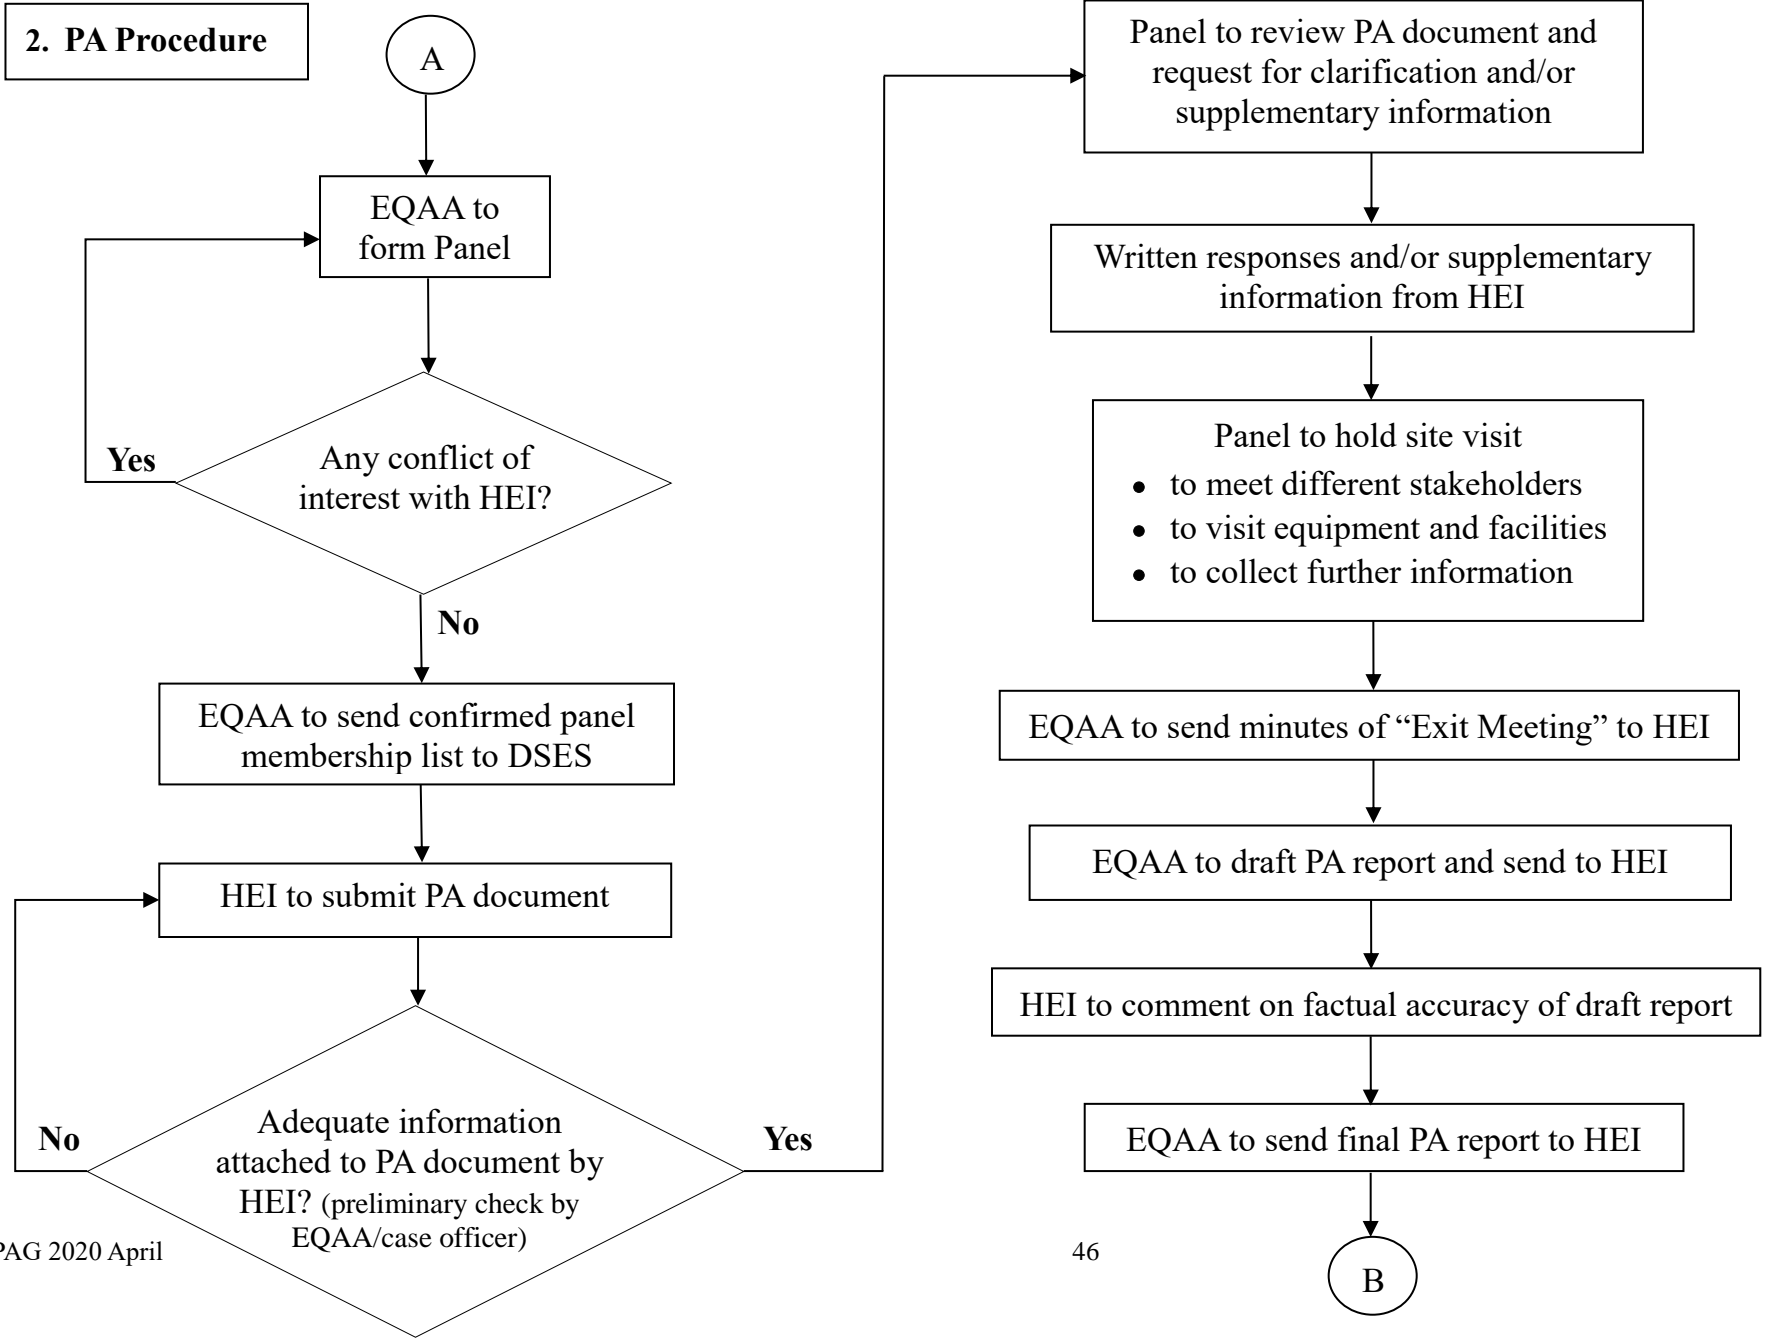 2. PA Procedure
A
EQAA to
form Panel
Any conflict of
interest with HEI?
Yes
No
EQAA to send confirmed panel
membership list to DSES
HEI to submit PA document
Adequate information
attached to PA document by
HEI? (preliminary check by
EQAA/case officer)
No
Yes
Panel to review PA document and
request for clarification and/or
supplementary information
Written responses and/or supplementary
information from HEI
Panel to hold site visit
• to meet different stakeholders
• to visit equipment and facilities
• to collect further information
EQAA to send minutes of “Exit Meeting” to HEI
EQAA to draft PA report and send to HEI
HEI to comment on factual accuracy of draft report
EQAA to send final PA report to HEI
B
PAG 2020 April
46